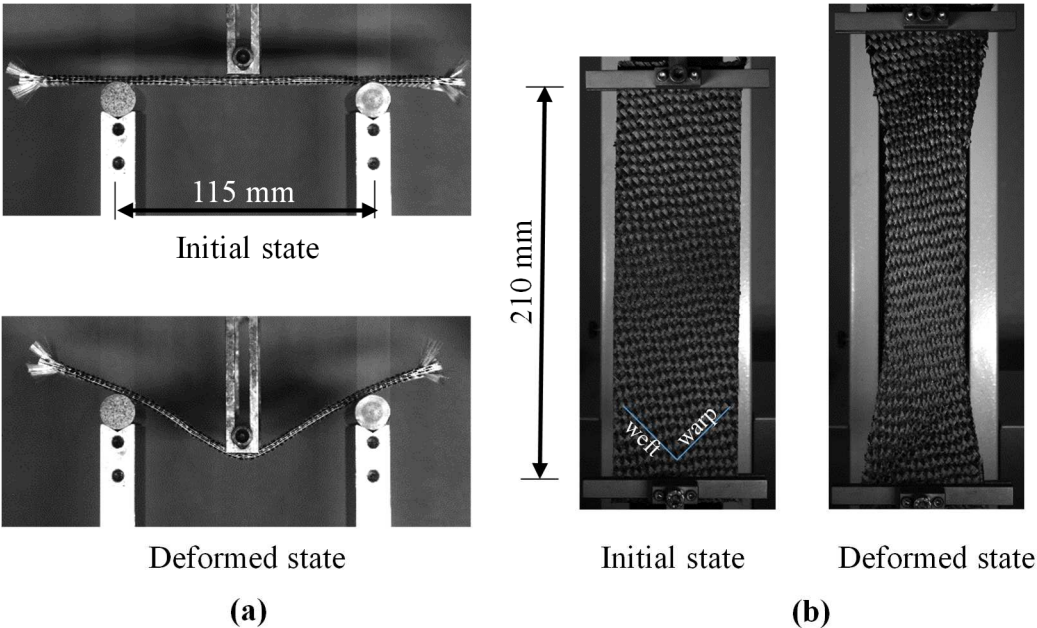 115 mm
Initial state
Deformed state
(a)
210 mm
weft
warp
Initial state
Deformed state
(b)